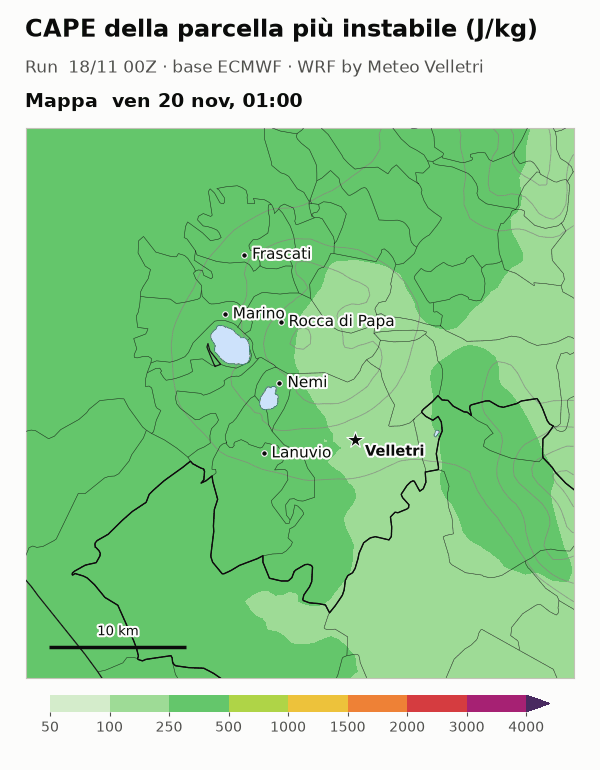 CAPE della parcella più instabile (J/kg)
Run  18/11 00Z · base ECMWF · WRF by Meteo Velletri
Mappa  ven 20 nov, 01:00
Frascati
Marino
Rocca di Papa
Nemi
Velletri
Lanuvio
10 km
50 100 250 500 1000 1500 2000 3000 4000